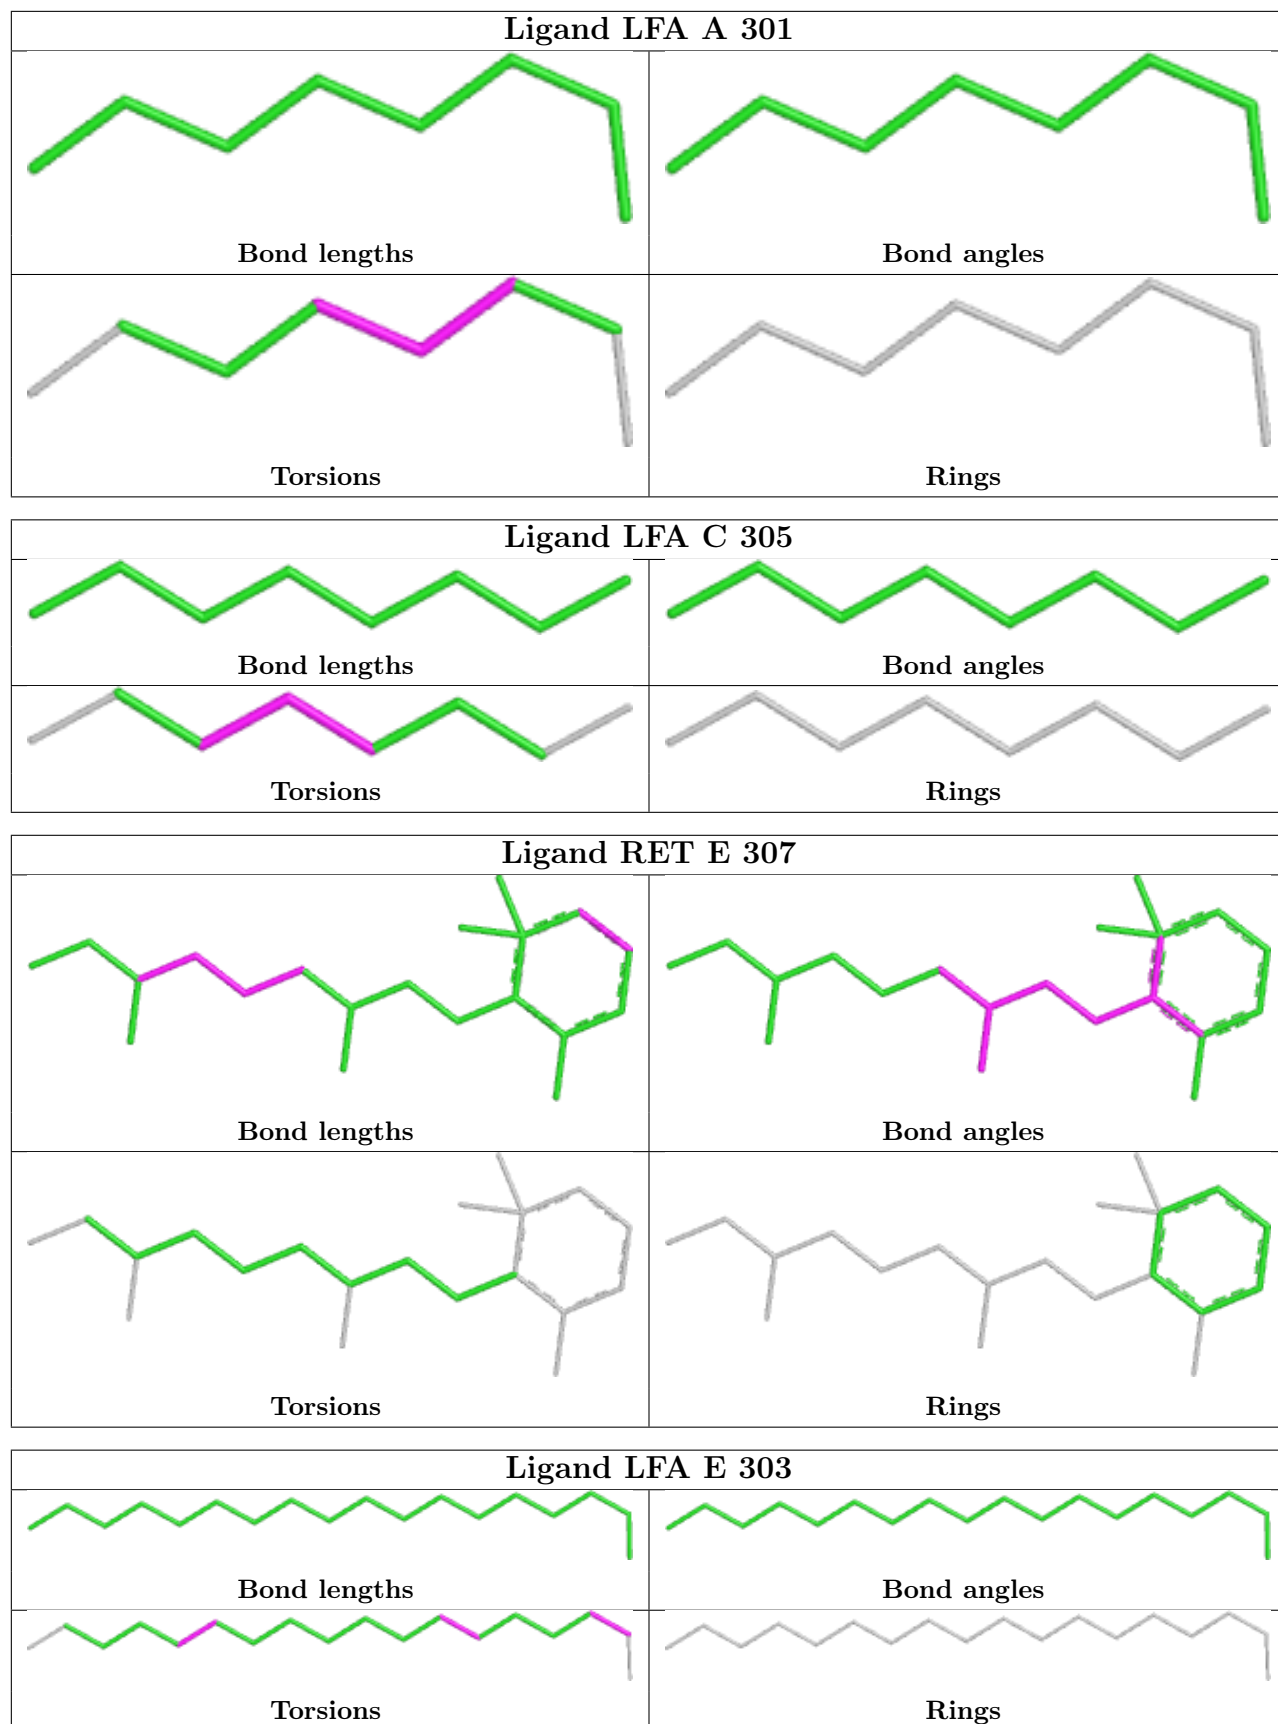 Ligand LFA A 301
Bond lengths
Bond angles
Torsions
Rings
Ligand LFA C 305
Bond lengths
Bond angles
Torsions
Rings
Ligand RET E 307
Bond lengths
Bond angles
Torsions
Rings
Ligand LFA E 303
Bond lengths
Bond angles
Torsions
Rings